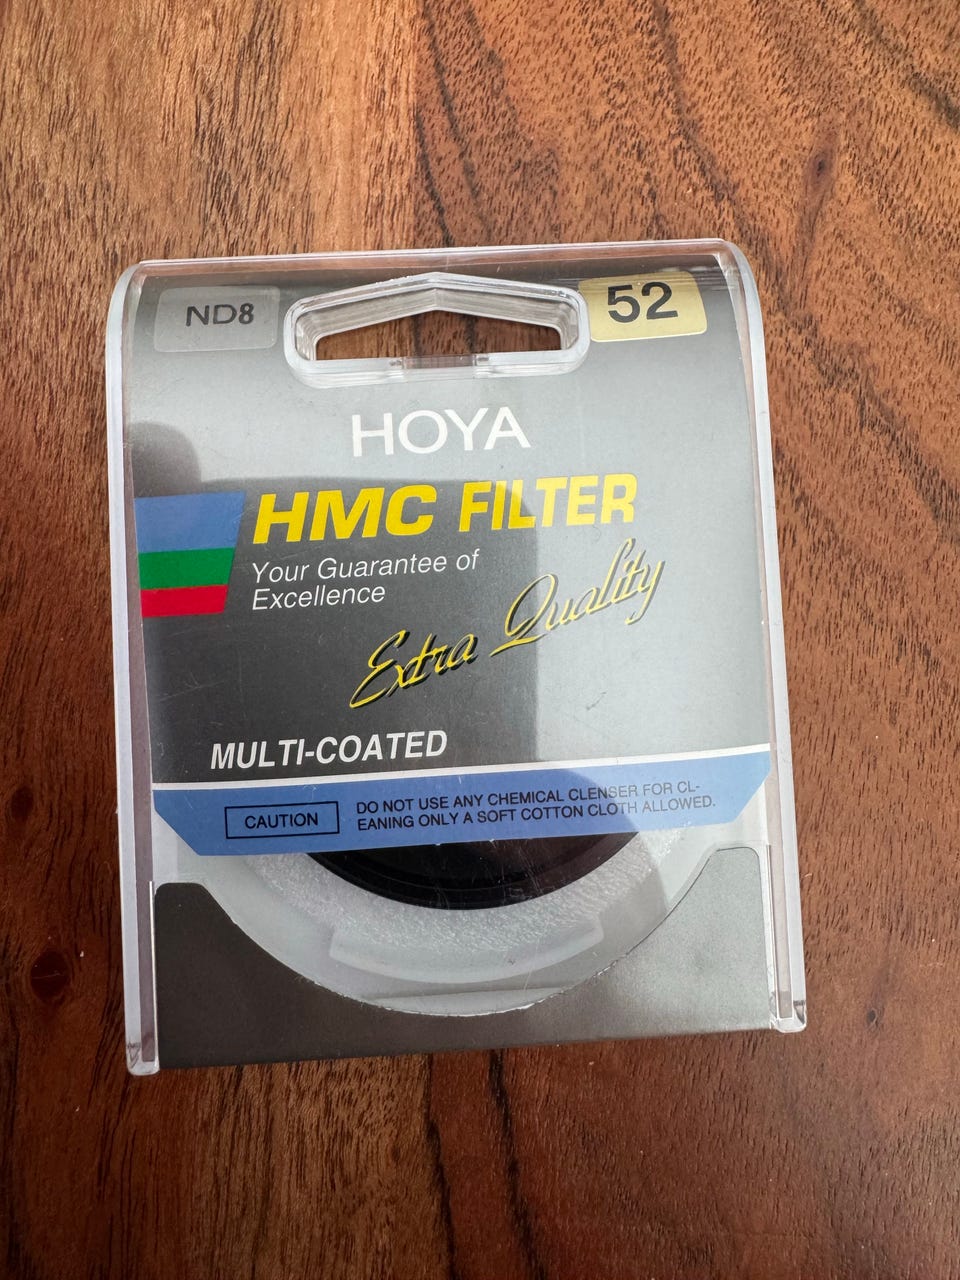 ND8
52
HOYA
HMC FILTER
Your Guarantee of
Excellence
Extra Quality
MULTI-COATED
CAUTION
DO NOT USE ANY CHEMICAL CLENSER FOR CL-
EANING ONLY A SOFT COTTON CLOTH ALLOWED.